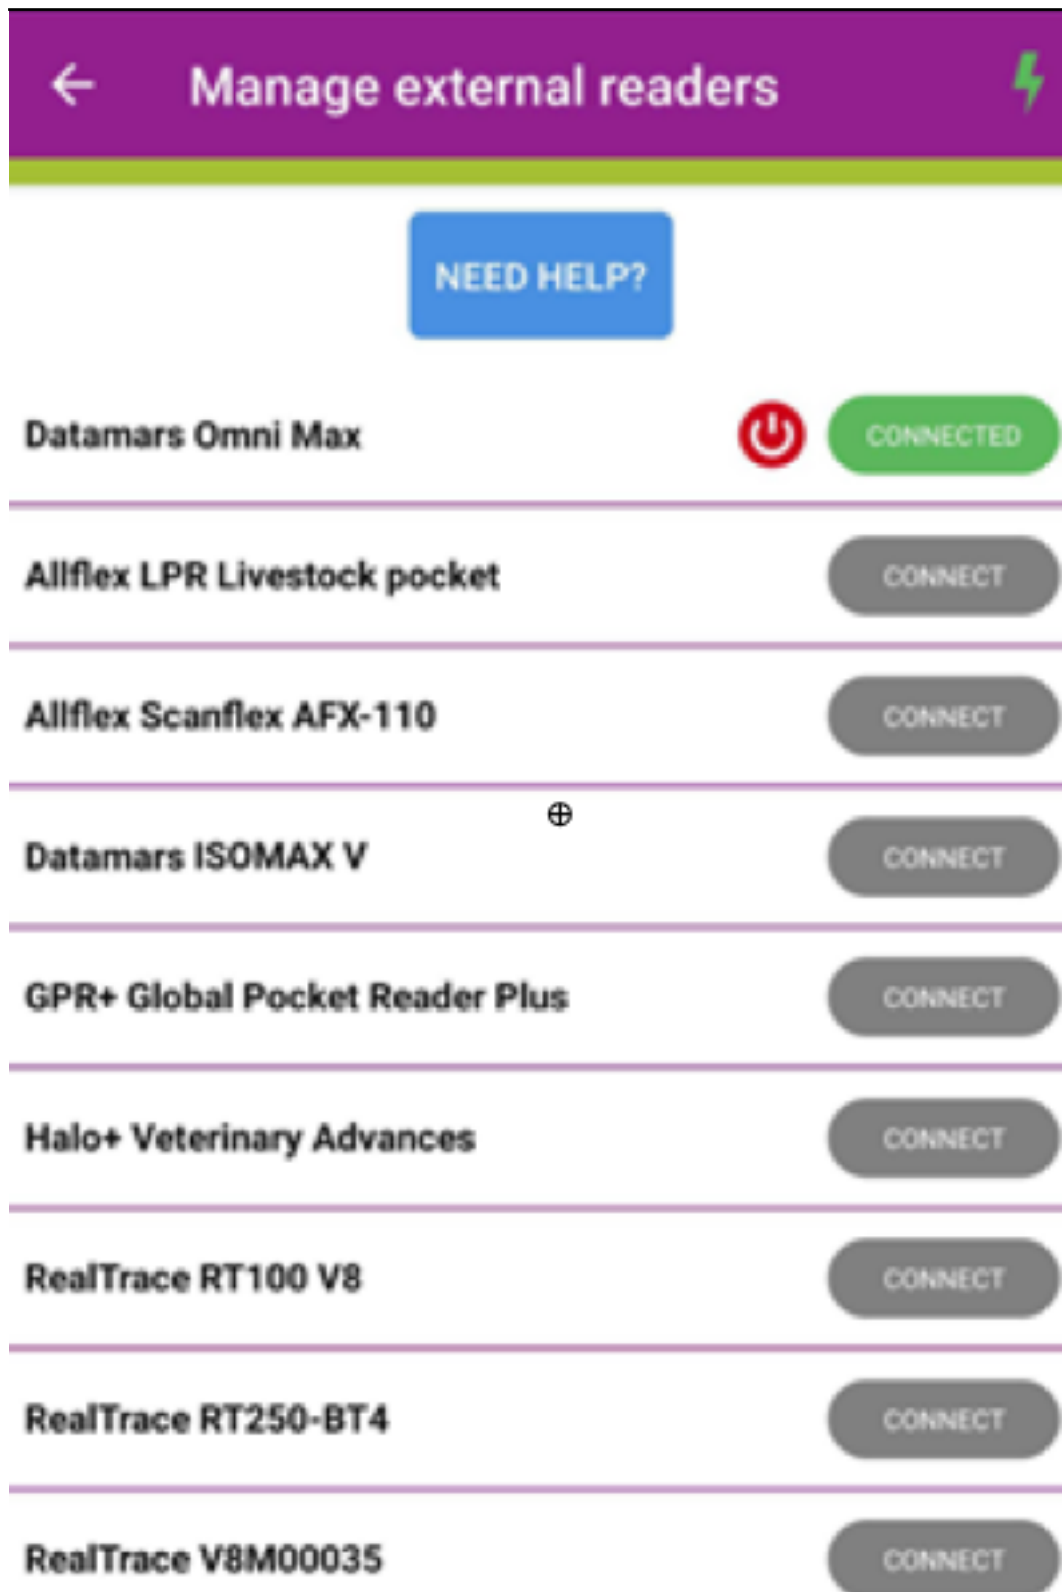 Manage external readers
NEED HELP?
Datamars Omni Max CONNECTED
Allflex LPR Livestock pocket CONNECT
Allflex Scanflex AFX-110 CONNECT
Datamars ISOMAX V CONNECT
GPR+ Global Pocket Reader Plus CONNECT
Halo+ Veterinary Advances CONNECT
RealTrace RT100 V8 CONNECT
RealTrace RT250-BT4 CONNECT
RealTrace V8M00035 CONNECT